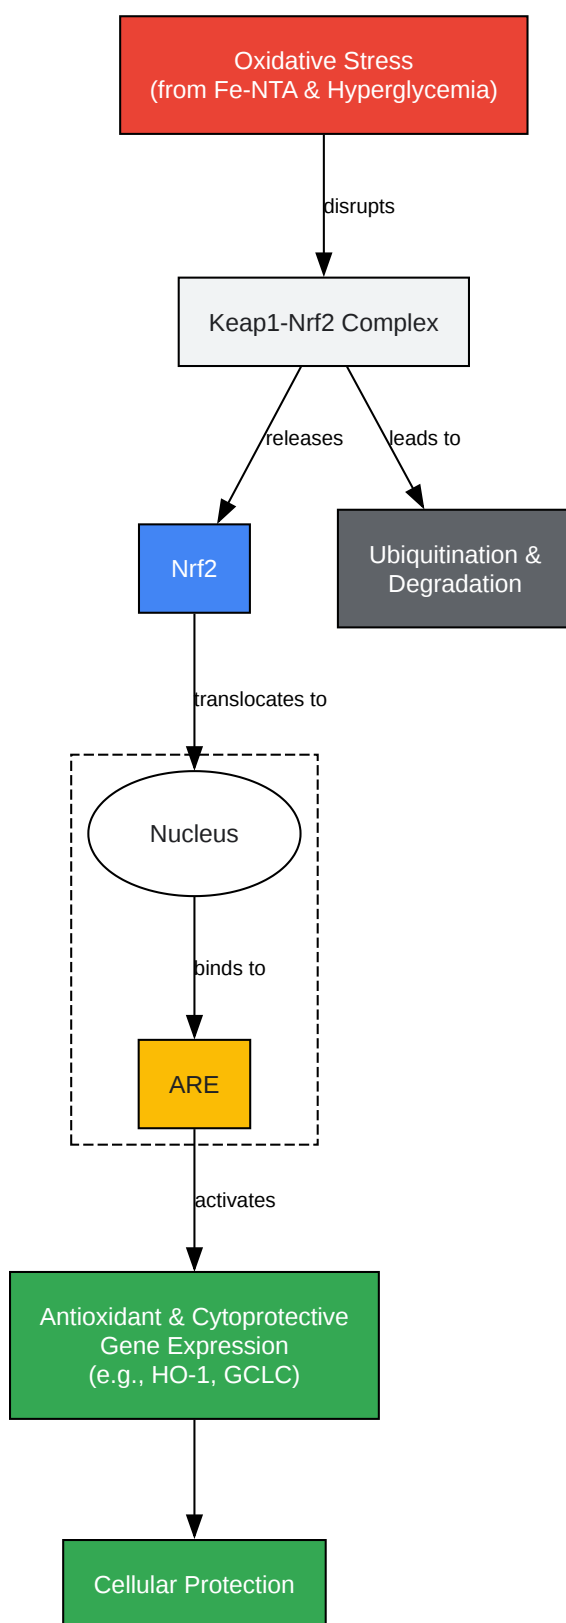 Oxidative Stress
(from Fe-NTA & Hyperglycemia)
disrupts
Keap1-Nrf2 Complex
releases
leads to
Nrf2
Ubiquitination &
Degradation
translocates to
Nucleus
binds to
ARE
activates
Antioxidant & Cytoprotective
Gene Expression
(e.g., HO-1, GCLC)
Cellular Protection